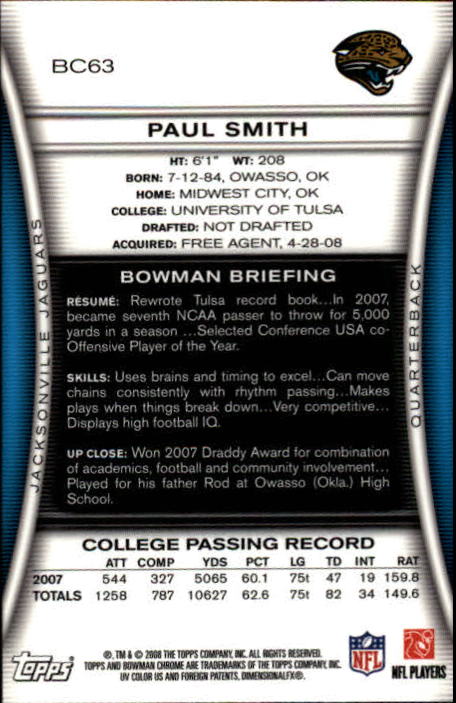 BC63
PAUL SMITH
HT: 6'1" WT: 208
BORN: 7-12-84, OWASSO, OK
HOME: MIDWEST CITY, OK
COLLEGE: UNIVERSITY OF TULSA
DRAFTED: NOT DRAFTED
ACQUIRED: FREE AGENT, 4-28-08
JACKSONVILLE JAGUARS
QUARTERBACK
BOWMAN BRIEFING
RÉSUMÉ: Rewrote Tulsa record book...In 2007,
became seventh NCAA passer to throw for 5,000
yards in a season ...Selected Conference USA co-
Offensive Player of the Year.
SKILLS: Uses brains and timing to excel...Can move
chains consistently with rhythm passing...Makes
plays when things break down...Very competitive...
Displays high football IQ.
UP CLOSE: Won 2007 Draddy Award for combination
of academics, football and community involvement...
Played for his father Rod at Owasso (Okla.) High
School.
COLLEGE PASSING RECORD
ATT COMP YDS PCT LG TD INT RAT
2007 544 327 5065 60.1 75t 47 19 159.8
TOTALS 1258 787 10627 62.6 75t 82 34 149.6
®, TM & © 2008 THE TOPPS COMPANY, INC. ALL RIGHTS RESERVED.
TOPPS AND BOWMAN CHROME ARE TRADEMARKS OF THE TOPPS COMPANY, INC.
UV COLOR US AND FOREIGN PATENTS, DIMENSIONALFX®.
TOPPS
NFL
NFL PLAYERS